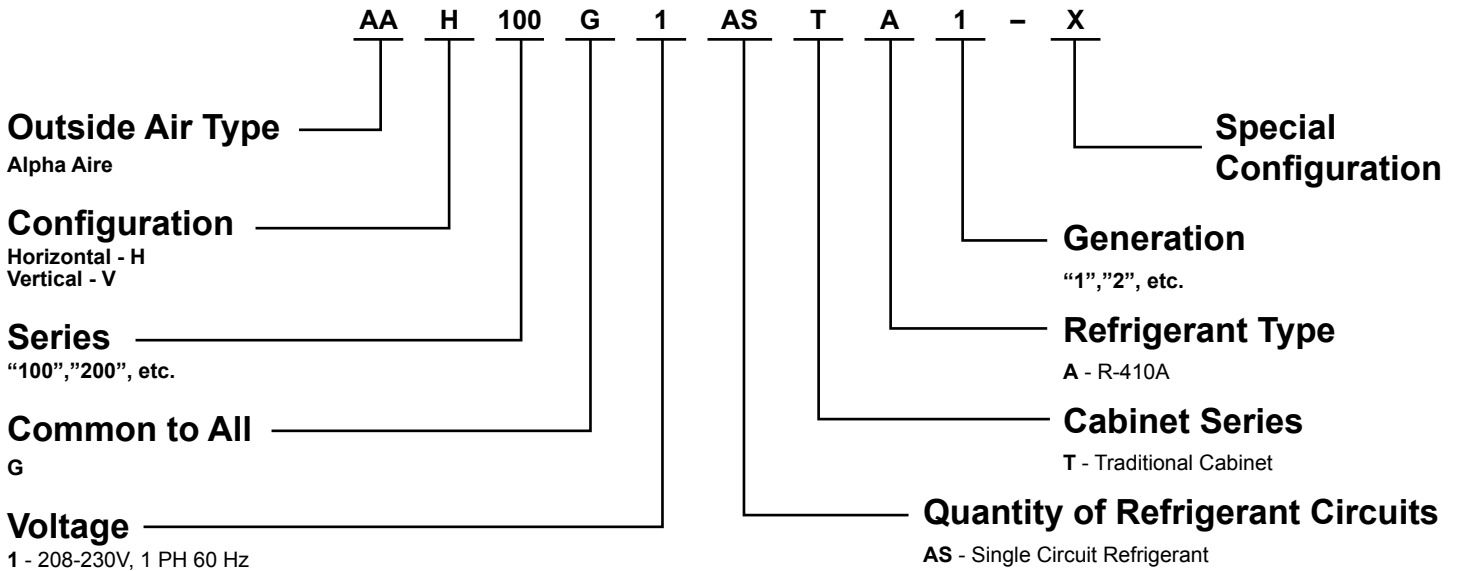 AA H 100 G 1 AS T A 1 – X
Outside Air Type
Alpha Aire
Configuration
Horizontal - H
Vertical - V
Series
“100”,”200”, etc.
Common to All
G
Voltage
1 - 208-230V, 1 PH 60 Hz
Special
Configuration
Generation
“1”,”2”, etc.
Refrigerant Type
A - R-410A
Cabinet Series
T - Traditional Cabinet
Quantity of Refrigerant Circuits
AS - Single Circuit Refrigerant